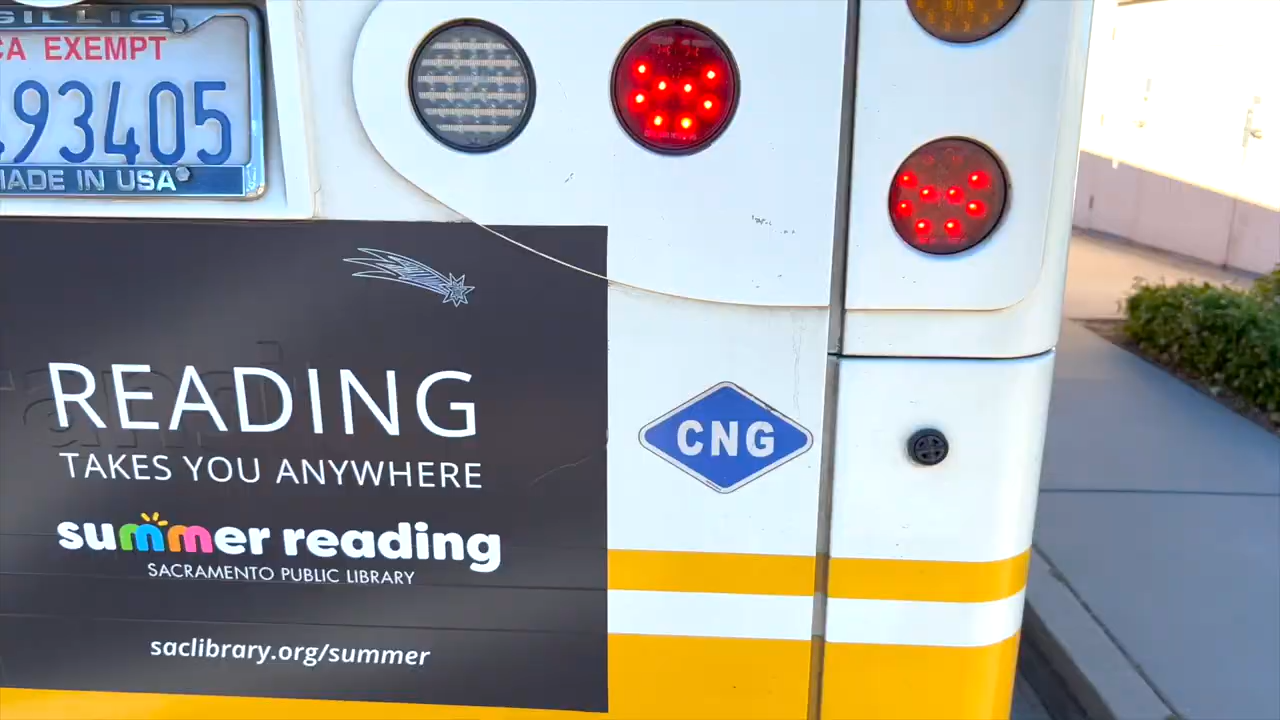 GILLIG
CA EXEMPT
93405
MADE IN USA
READING
TAKES YOU ANYWHERE
summer reading
SACRAMENTO PUBLIC LIBRARY
saclibrary.org/summer
CNG